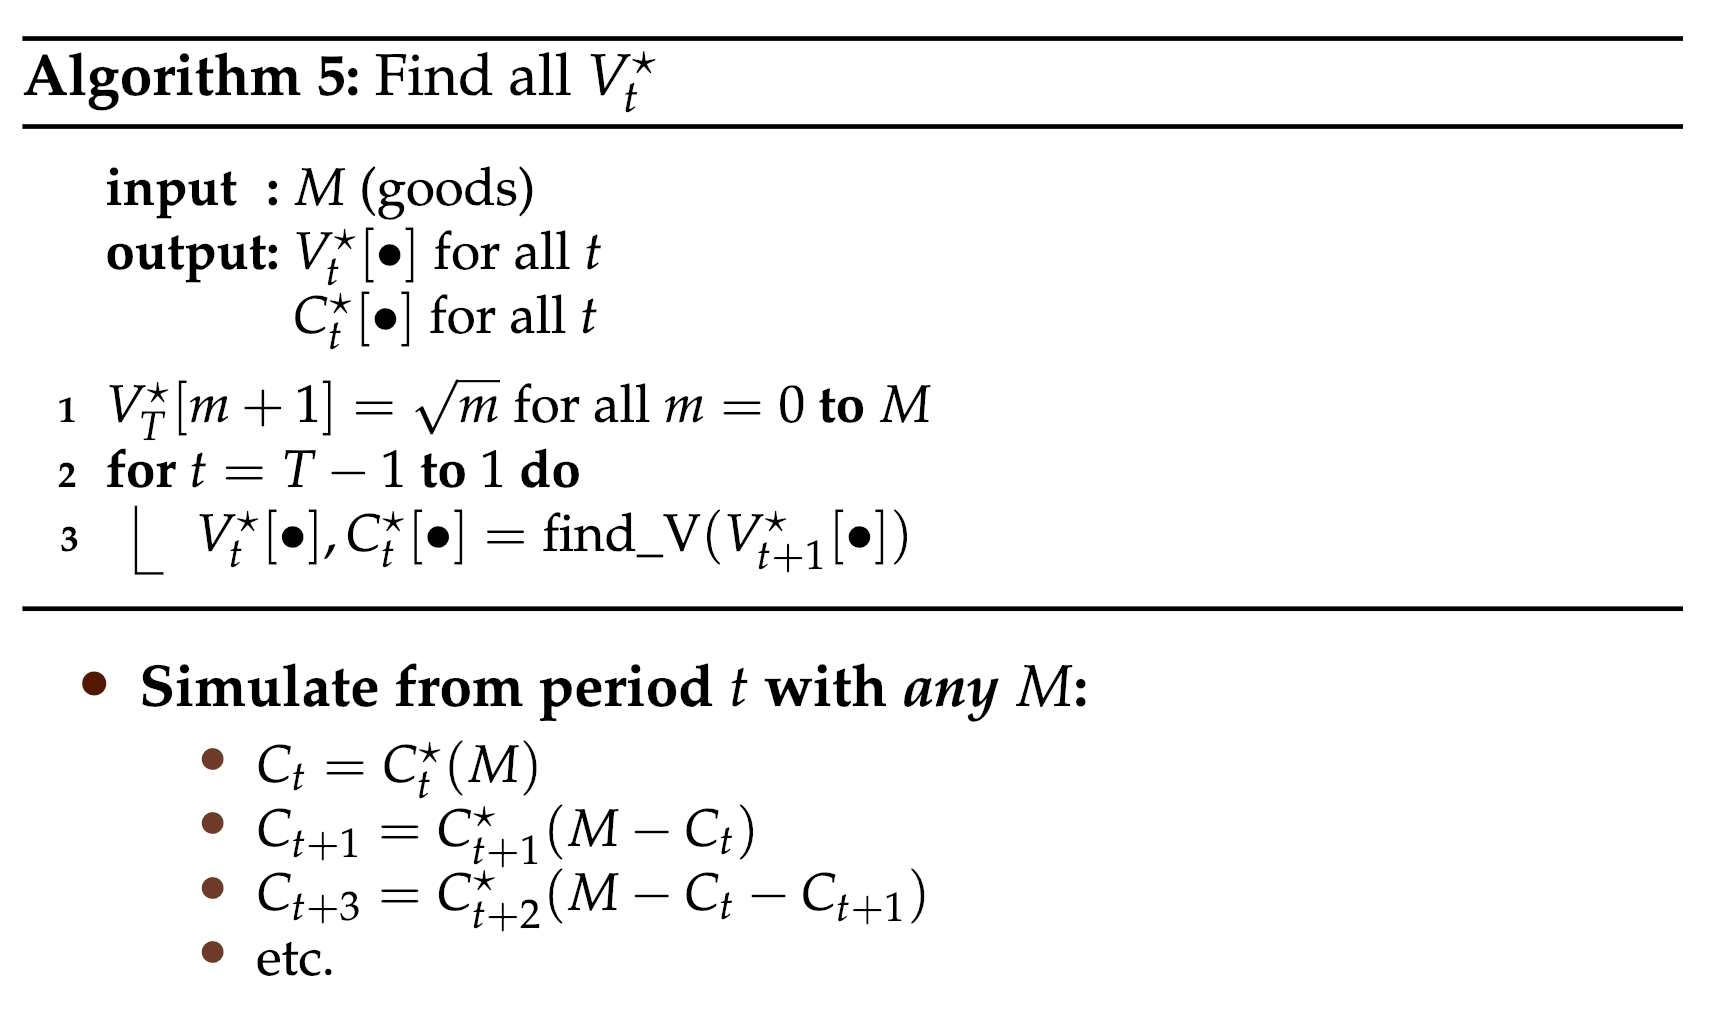 Algorithm 5: Find all $V_t^\star$
input : $M$ (goods)
output: $V_t^\star[\bullet]$ for all $t$
$C_t^\star[\bullet]$ for all $t$
1 $V_T^\star[m+1] = \sqrt{m}$ for all $m = 0$ to $M$
2 for $t = T - 1$ to $1$ do
3 $V_t^\star[\bullet], C_t^\star[\bullet] = \text{find\_V}(V_{t+1}^\star[\bullet])$
• Simulate from period $t$ with any $M$:
• $C_t = C_t^\star(M)$
• $C_{t+1} = C_{t+1}^\star(M - C_t)$
• $C_{t+3} = C_{t+2}^\star(M - C_t - C_{t+1})$
• etc.